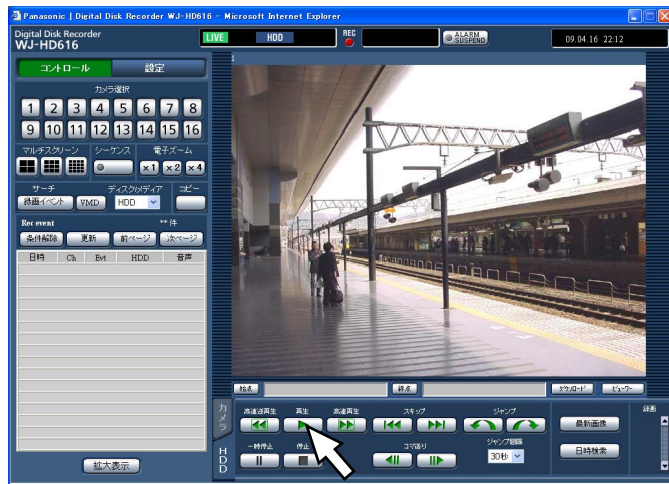 Panasonic | Digital Disk Recorder WJ-HD616 - Microsoft Internet Explorer
Digital Disk Recorder
WJ-HD616
LIVE HDD REC ALARM SUSPEND 09.04.16 22:12
コントロール 設定
カメラ選択
1 2 3 4 5 6 7 8
9 10 11 12 13 14 15 16
マルチスクリーン シーケンス 電子ズーム
×1 ×2 ×4
サーチ ディスク/メディア コピー
録画イベント VMD HDD
Rec event ** 件
条件解除 更新 前ページ 次ページ
日時 Ch Evt HDD 音声
拡大表示
始点 終点 ダウンロード ビューワー
カメラ
HDD
高速逆再生 再生 高速再生 スキップ ジャンプ
最新画像
録画
一時停止 停止 コマ送り ジャンプ間隔
30秒
日時検索